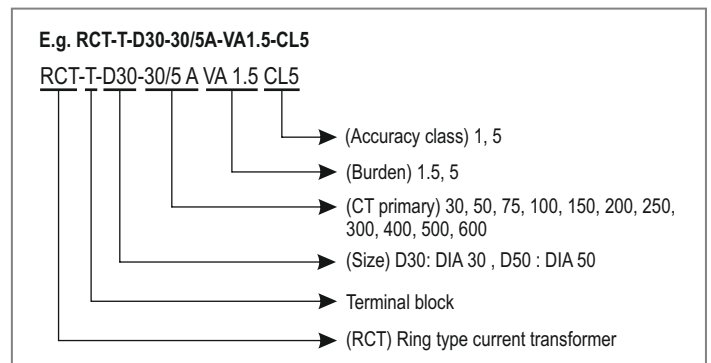 E.g. RCT-T-D30-30/5A-VA1.5-CL5
RCT-T-D30-30/5 A VA 1.5 CL5
(Accuracy class) 1, 5
(Burden) 1.5, 5
(CT primary) 30, 50, 75, 100, 150, 200, 250,
300, 400, 500, 600
(Size) D30: DIA 30 , D50 : DIA 50
Terminal block
(RCT) Ring type current transformer